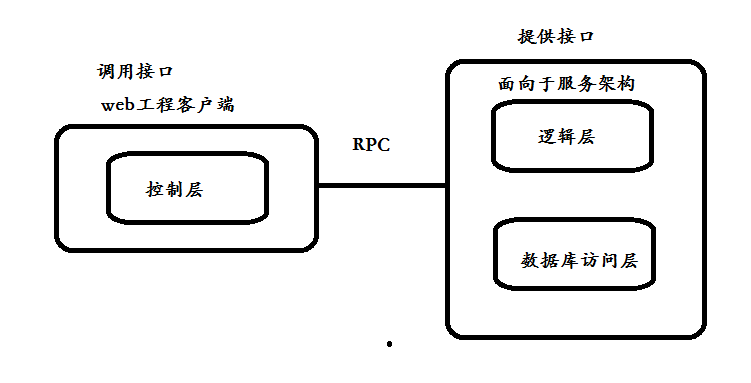 提供接口
调用接口
web工程客户端
面向于服务架构
RPC
逻辑层
控制层
数据库访问层